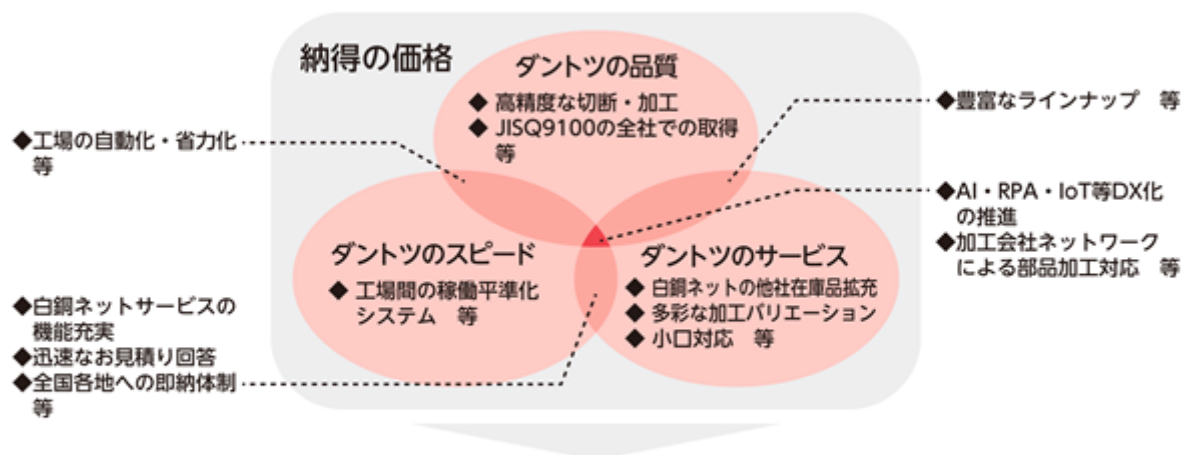 納得の価格
ダントツの品質
◆ 高精度な切断・加工
◆ JISQ9100の全社での取得
等
◆工場の自動化・省力化
等
◆豊富なラインナップ 等
◆AI・RPA・IoT等DX化
の推進
◆加工会社ネットワーク
による部品加工対応 等
ダントツのスピード
◆ 工場間の稼働平準化
システム 等
ダントツのサービス
◆ 白銅ネットの他社在庫品拡充
◆ 多彩な加工バリエーション
◆ 小口対応 等
◆白銅ネットサービスの
機能充実
◆迅速なお見積り回答
◆全国各地への即納体制
等